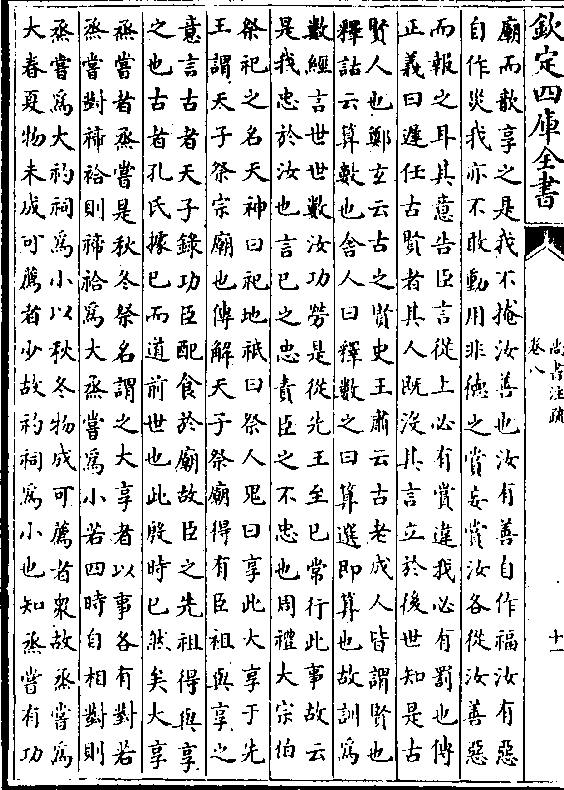 欽定四庫全書
尚書注疏
卷八
十一
廟而歆享之是我不掩汝善也汝有善自作福汝有惡
自作災我亦不敢動用非德之賞妄賞汝各從汝善惡
而報之耳其意告臣言從上必有賞違我必有罰也傳
正義曰遲任古賢者其人既沒其言立於後世知是古
賢人也鄭玄云古之賢史王肅云古老成人皆謂賢也
釋詁云算數也舍人曰釋數之曰算選即算也故訓為
數經言世世數汝功勞是從先王至已常行此事故云
是我忠於汝也言已之忠責臣之不忠也周禮大宗伯
祭祀之名天神曰祀地祇曰祭人鬼曰享此大享于先
王謂天子祭宗廟也傳解天子祭廟得有臣祖與享之
意言古者天子錄功臣配食於廟故臣之先祖得與享
之也古者孔氏據已而道前世也此殷時已然矣大享
烝嘗者烝嘗是秋冬祭名謂之大享者以事各有對若
烝嘗對禘祫則禘祫為大烝嘗為小若四時自相對則
烝嘗為大礿祠為小以秋冬物成可薦者衆故烝嘗為
大春夏物未成可薦者少故礿祠為小也知烝嘗有功